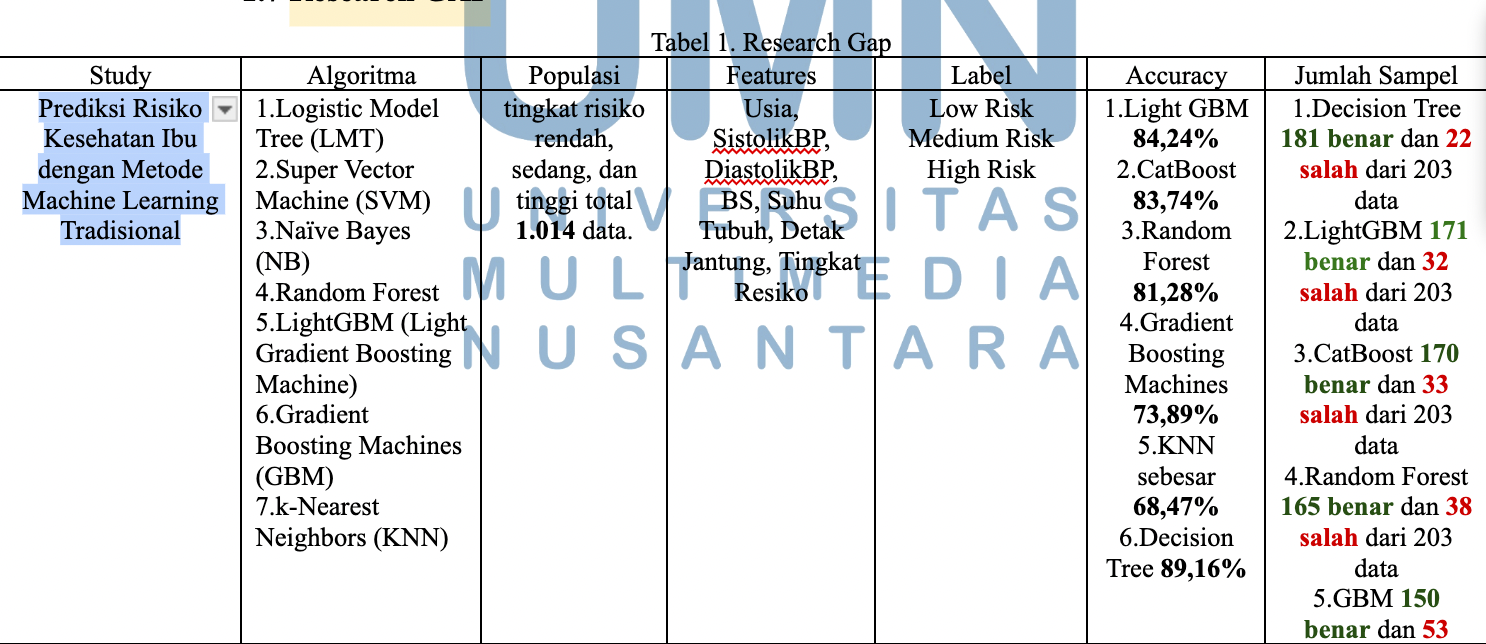 2.7 Research GAP
Tabel 1. Research Gap
Study
Algoritma
Populasi
Features
Label
Accuracy
Jumlah Sampel
Prediksi Risiko
Kesehatan Ibu
dengan Metode
Machine Learning
Tradisional
1.Logistic Model
Tree (LMT)
2.Super Vector
Machine (SVM)
3.Naïve Bayes
(NB)
4.Random Forest
5.LightGBM (Light
Gradient Boosting
Machine)
6.Gradient
Boosting Machines
(GBM)
7.k-Nearest
Neighbors (KNN)
tingkat risiko
rendah,
sedang, dan
tinggi total
1.014 data.
Usia,
SistolikBP,
DiastolikBP,
BS, Suhu
Tubuh, Detak
Jantung, Tingkat
Resiko
Low Risk
Medium Risk
High Risk
1.Light GBM
84,24%
2.CatBoost
83,74%
3.Random
Forest
81,28%
4.Gradient
Boosting
Machines
73,89%
5.KNN
sebesar
68,47%
6.Decision
Tree 89,16%
1.Decision Tree
181 benar dan 22
salah dari 203
data
2.LightGBM 171
benar dan 32
salah dari 203
data
3.CatBoost 170
benar dan 33
salah dari 203
data
4.Random Forest
165 benar dan 38
salah dari 203
data
5.GBM 150
benar dan 53
UMN
UNIVERSITAS
MULTIMEDIA
NUSANTARA